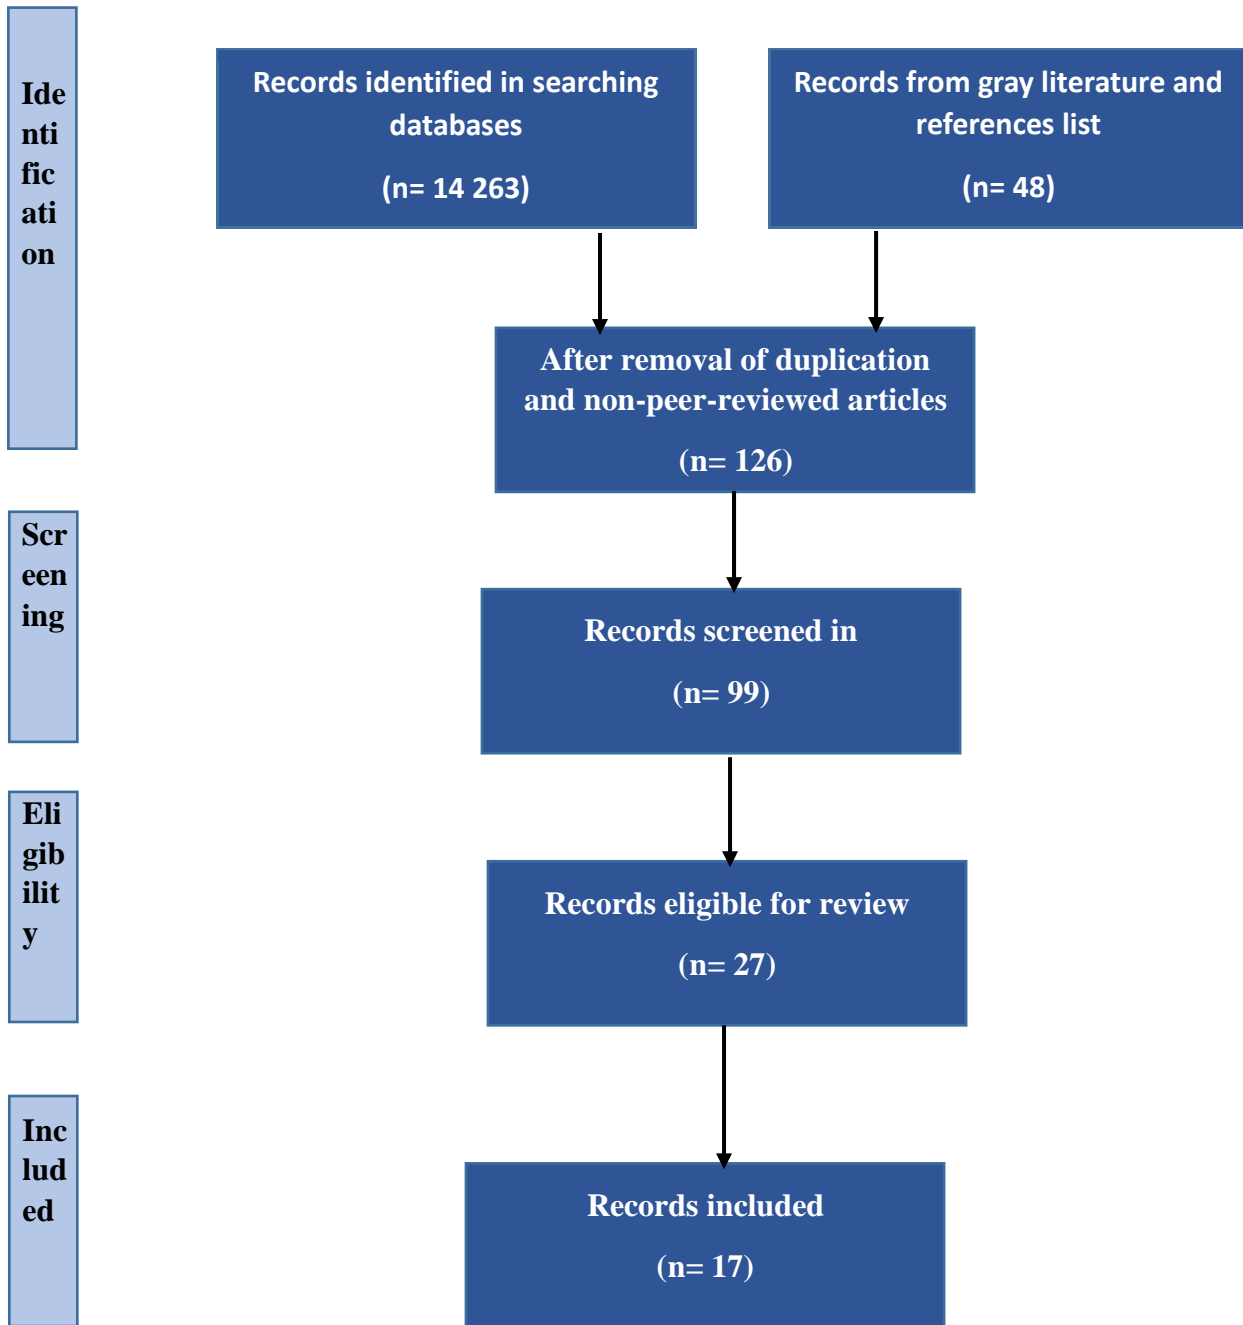 Ide
nti
fic
ati
on
Records identified in searching
databases
(n= 14 263)
Records from gray literature and
references list
(n= 48)
After removal of duplication
and non-peer-reviewed articles
(n= 126)
Scr
een
ing
Records screened in
(n= 99)
Eli
gib
ilit
y
Records eligible for review
(n= 27)
Inc
lud
ed
Records included
(n= 17)